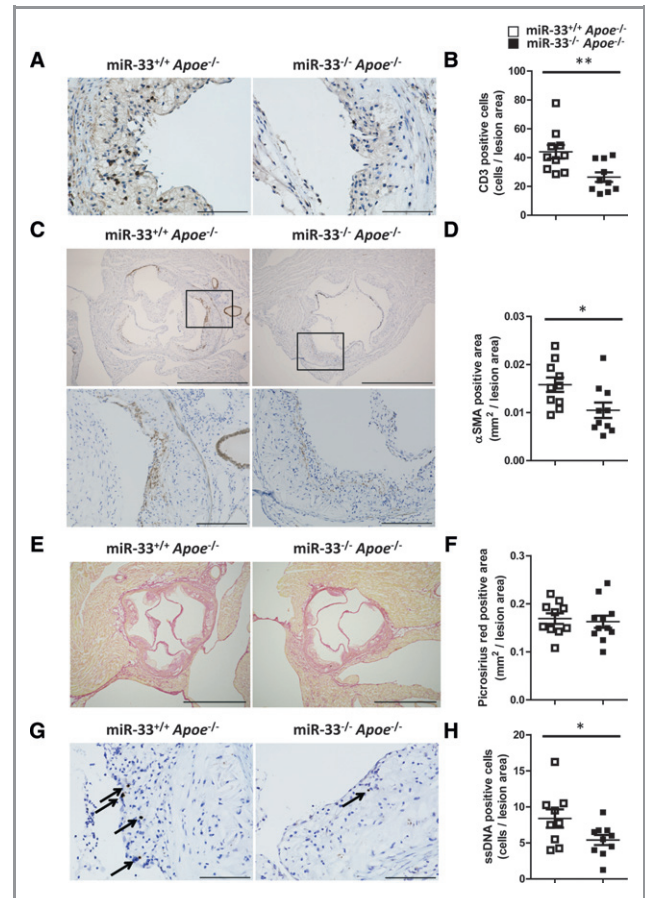 miR-33+/+ Apoe-/-
miR-33-/- Apoe-/-
A
miR-33+/+ Apoe-/-
miR-33-/- Apoe-/-
B
CD3 positive cells
(cells / lesion area)
100
80
60
40
20
0
**
C
miR-33+/+ Apoe-/-
miR-33-/- Apoe-/-
D
αSMA positive area
(mm2 / lesion area)
0.03
0.02
0.01
0.00
*
E
miR-33+/+ Apoe-/-
miR-33-/- Apoe-/-
F
Picrosirius red positive area
(mm2 / lesion area)
0.3
0.2
0.1
0.0
G
miR-33+/+ Apoe-/-
miR-33-/- Apoe-/-
H
ssDNA positive cells
(cells / lesion area)
20
15
10
5
0
*